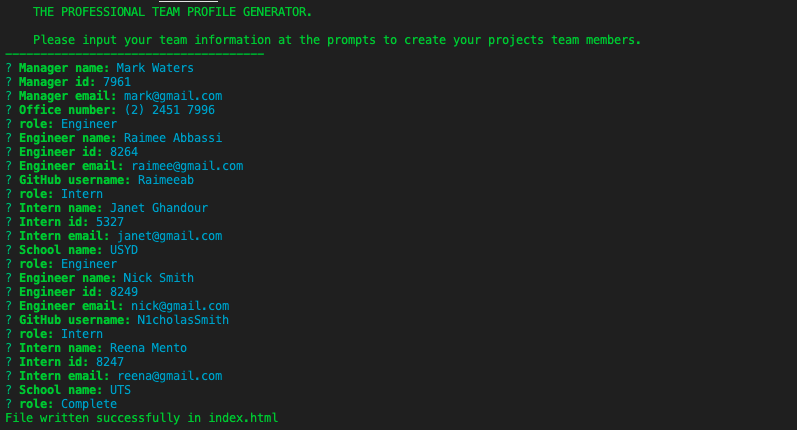 THE PROFESSIONAL TEAM PROFILE GENERATOR.
Please input your team information at the prompts to create your projects team members.
-------------------------------------
? Manager name: Mark Waters
? Manager id: 7961
? Manager email: mark@gmail.com
? Office number: (2) 2451 7996
? role: Engineer
? Engineer name: Raimee Abbassi
? Engineer id: 8264
? Engineer email: raimee@gmail.com
? GitHub username: Raimeeab
? role: Intern
? Intern name: Janet Ghandour
? Intern id: 5327
? Intern email: janet@gmail.com
? School name: USYD
? role: Engineer
? Engineer name: Nick Smith
? Engineer id: 8249
? Engineer email: nick@gmail.com
? GitHub username: N1cholasSmith
? role: Intern
? Intern name: Reena Mento
? Intern id: 8247
? Intern email: reena@gmail.com
? School name: UTS
? role: Complete
File written successfully in index.html